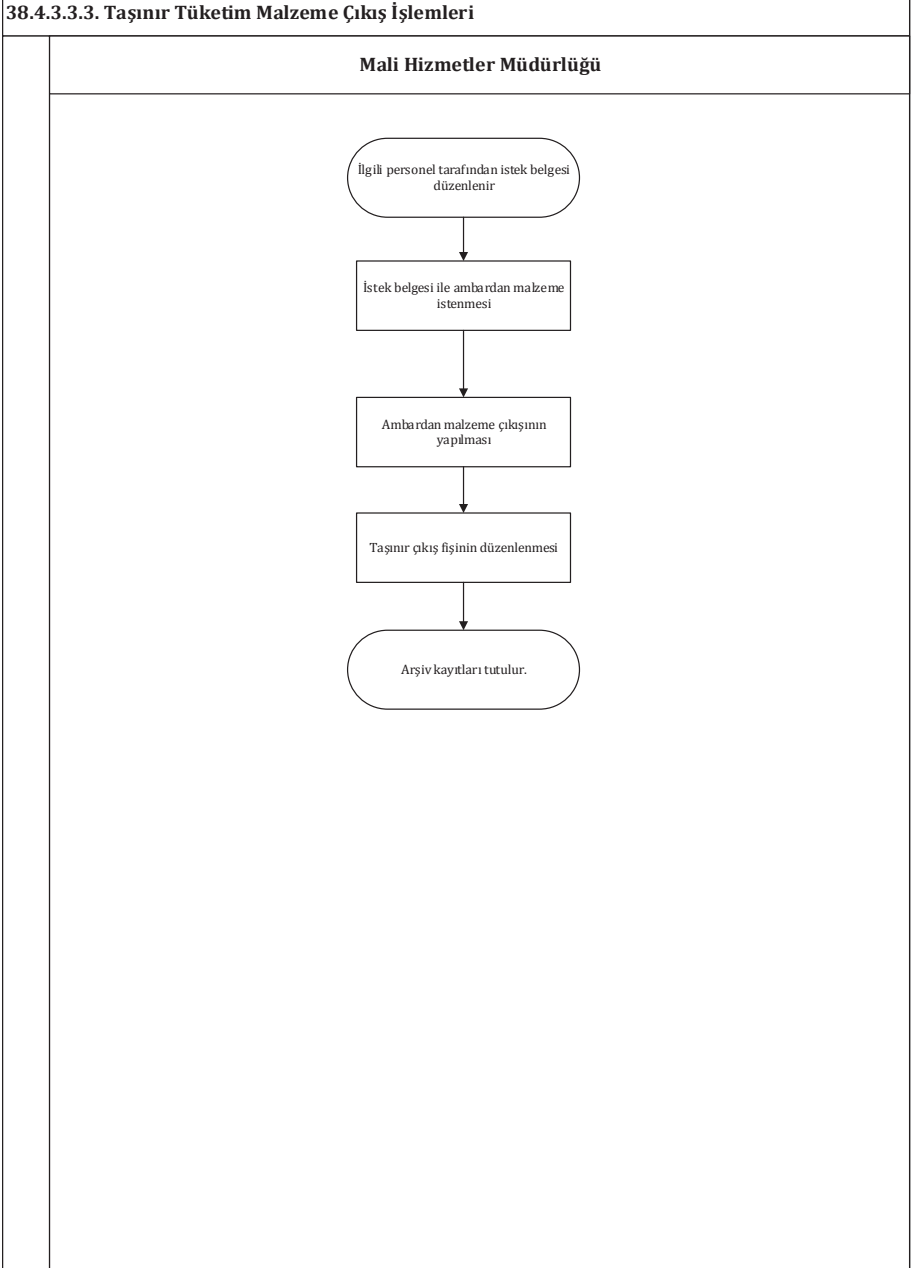 38.4.3.3.3. Taşınır Tüketim Malzeme Çıkış İşlemleri
Mali Hizmetler Müdürlüğü
İlgili personel tarafından istek belgesi
düzenlenir
İstek belgesi ile ambardan malzeme
istenmesi
Ambardan malzeme çıkışının
yapılması
Taşınır çıkış fişinin düzenlenmesi
Arşiv kayıtları tutulur.